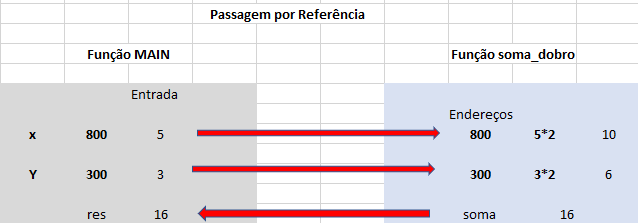 Passagem por Referência
Função MAIN Função soma_dobro
Entrada
Endereços
x 800 5 800 5*2 10
Y 300 3 300 3*2 6
res 16 soma 16